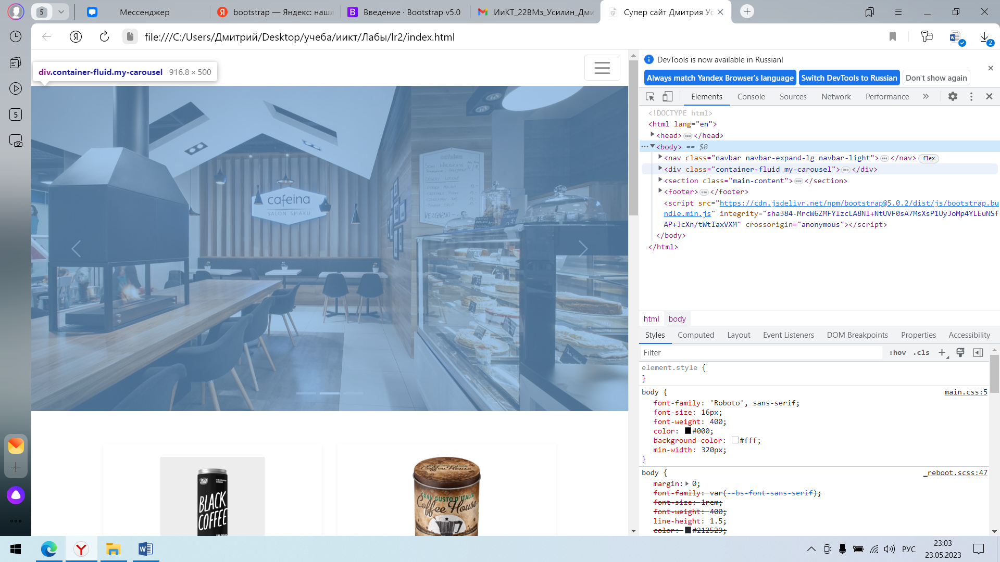 5
Мессенджер
bootstrap — Яндекс: нашл
Введение · Bootstrap v5.0
ИиКТ_22ВМз_Усилин_Дми
Супер сайт Дмитрия Ус
file:///C:/Users/Дмитрий/Desktop/учеба/иикт/Лабы/lr2/index.html
2
5
div.container-fluid.my-carousel 916.8 × 500
cafeina
SALON SMAKU
cafeina
VERGNANO
BLACK
COFFEE
Coffee House
GRAN GUSTO D'ITALIA
Coffee House
DevTools is now available in Russian!
Always match Yandex Browser's language
Switch DevTools to Russian
Don't show again
Elements
Console
Sources
Network
Performance
<!DOCTYPE html>
<html lang="en">
<head>•••</head>
•••<body> == $0
<nav class="navbar navbar-expand-lg navbar-light">•••</nav> flex
<div class="container-fluid my-carousel">•••</div>
<section class="main-content">•••</section>
<footer>•••</footer>
<script src="https://cdn.jsdelivr.net/npm/bootstrap@5.0.2/dist/js/bootstrap.bu
ndle.min.js" integrity="sha384-MrcW6ZMFYlzcLA8Nl+NtUVF0sA7MsXsP1UyJoMp4YLEuNSf
AP+JcXn/tWtIaxVXM" crossorigin="anonymous"></script>
</body>
</html>
html
body
Styles
Computed
Layout
Event Listeners
DOM Breakpoints
Properties
Accessibility
Filter
:hov
.cls
element.style {
}
body {
main.css:5
font-family: 'Roboto', sans-serif;
font-size: 16px;
font-weight: 400;
color: #000;
background-color: #fff;
min-width: 320px;
}
body {
_reboot.scss:47
margin: 0;
font-family: var(--bs-font-sans-serif);
font-size: 1rem;
font-weight: 400;
line-height: 1.5;
color: #212529;
РУС
23:03
23.05.2023